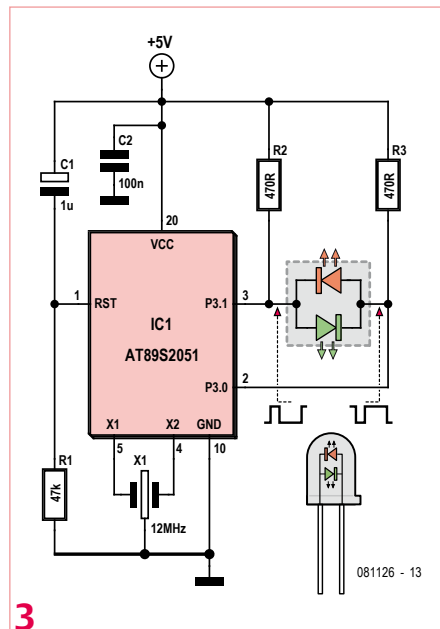 +5V
C1
1u
C2
100n
R2
470R
R3
470R
20
VCC
1
RST
P3.1
3
IC1
AT89S2051
P3.0
2
X1
X2
GND
5
4
10
R1
47k
X1
12MHz
081126 - 13
3